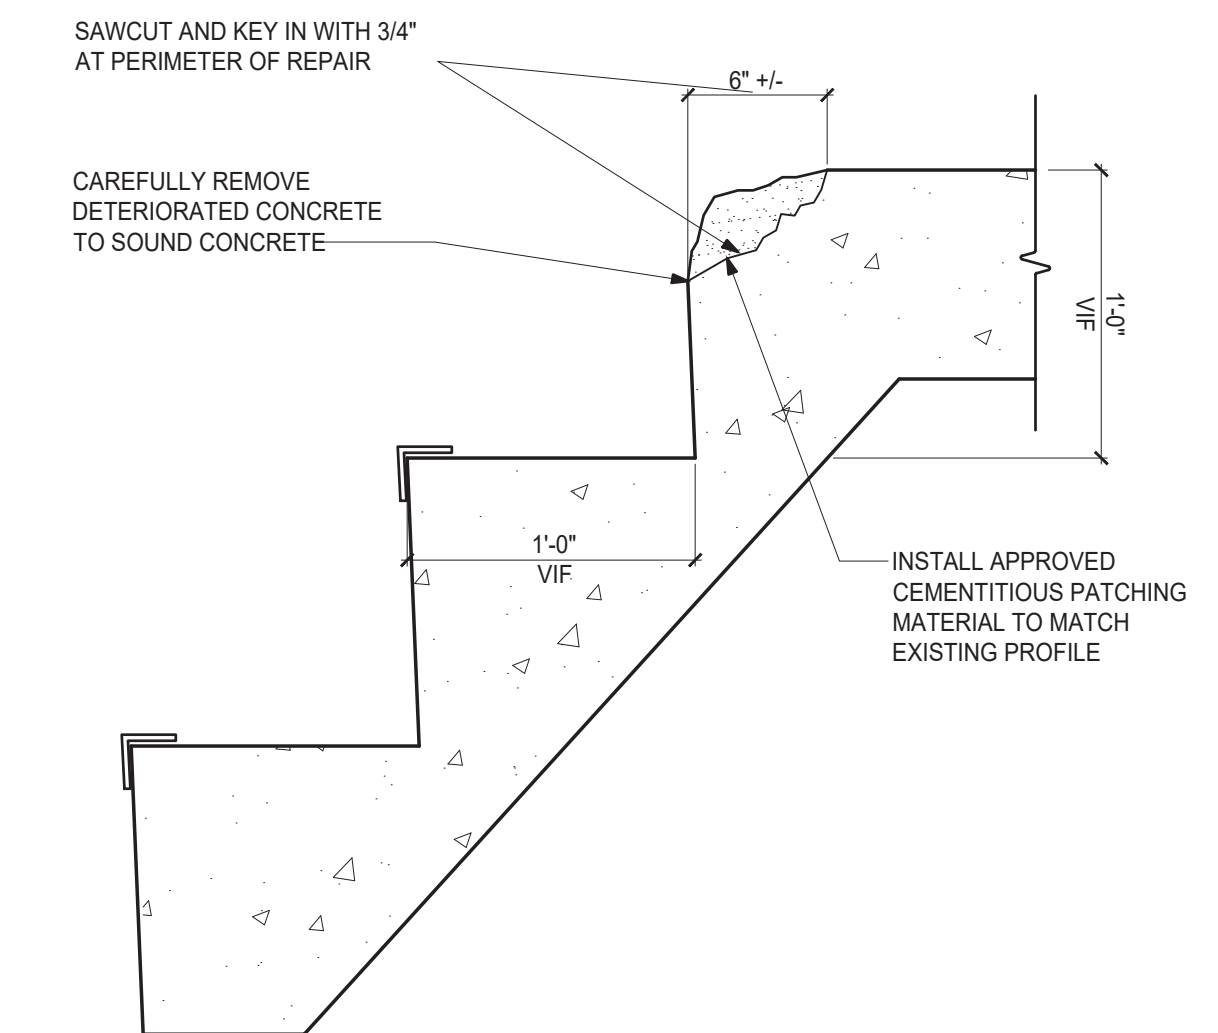 SAWCUT AND KEY IN WITH 3/4"
AT PERIMETER OF REPAIR
6" +/-
CAREFULLY REMOVE
DETERIORATED CONCRETE
TO SOUND CONCRETE
1'-0"
VIF
1'-0"
VIF
INSTALL APPROVED
CEMENTITIOUS PATCHING
MATERIAL TO MATCH
EXISTING PROFILE